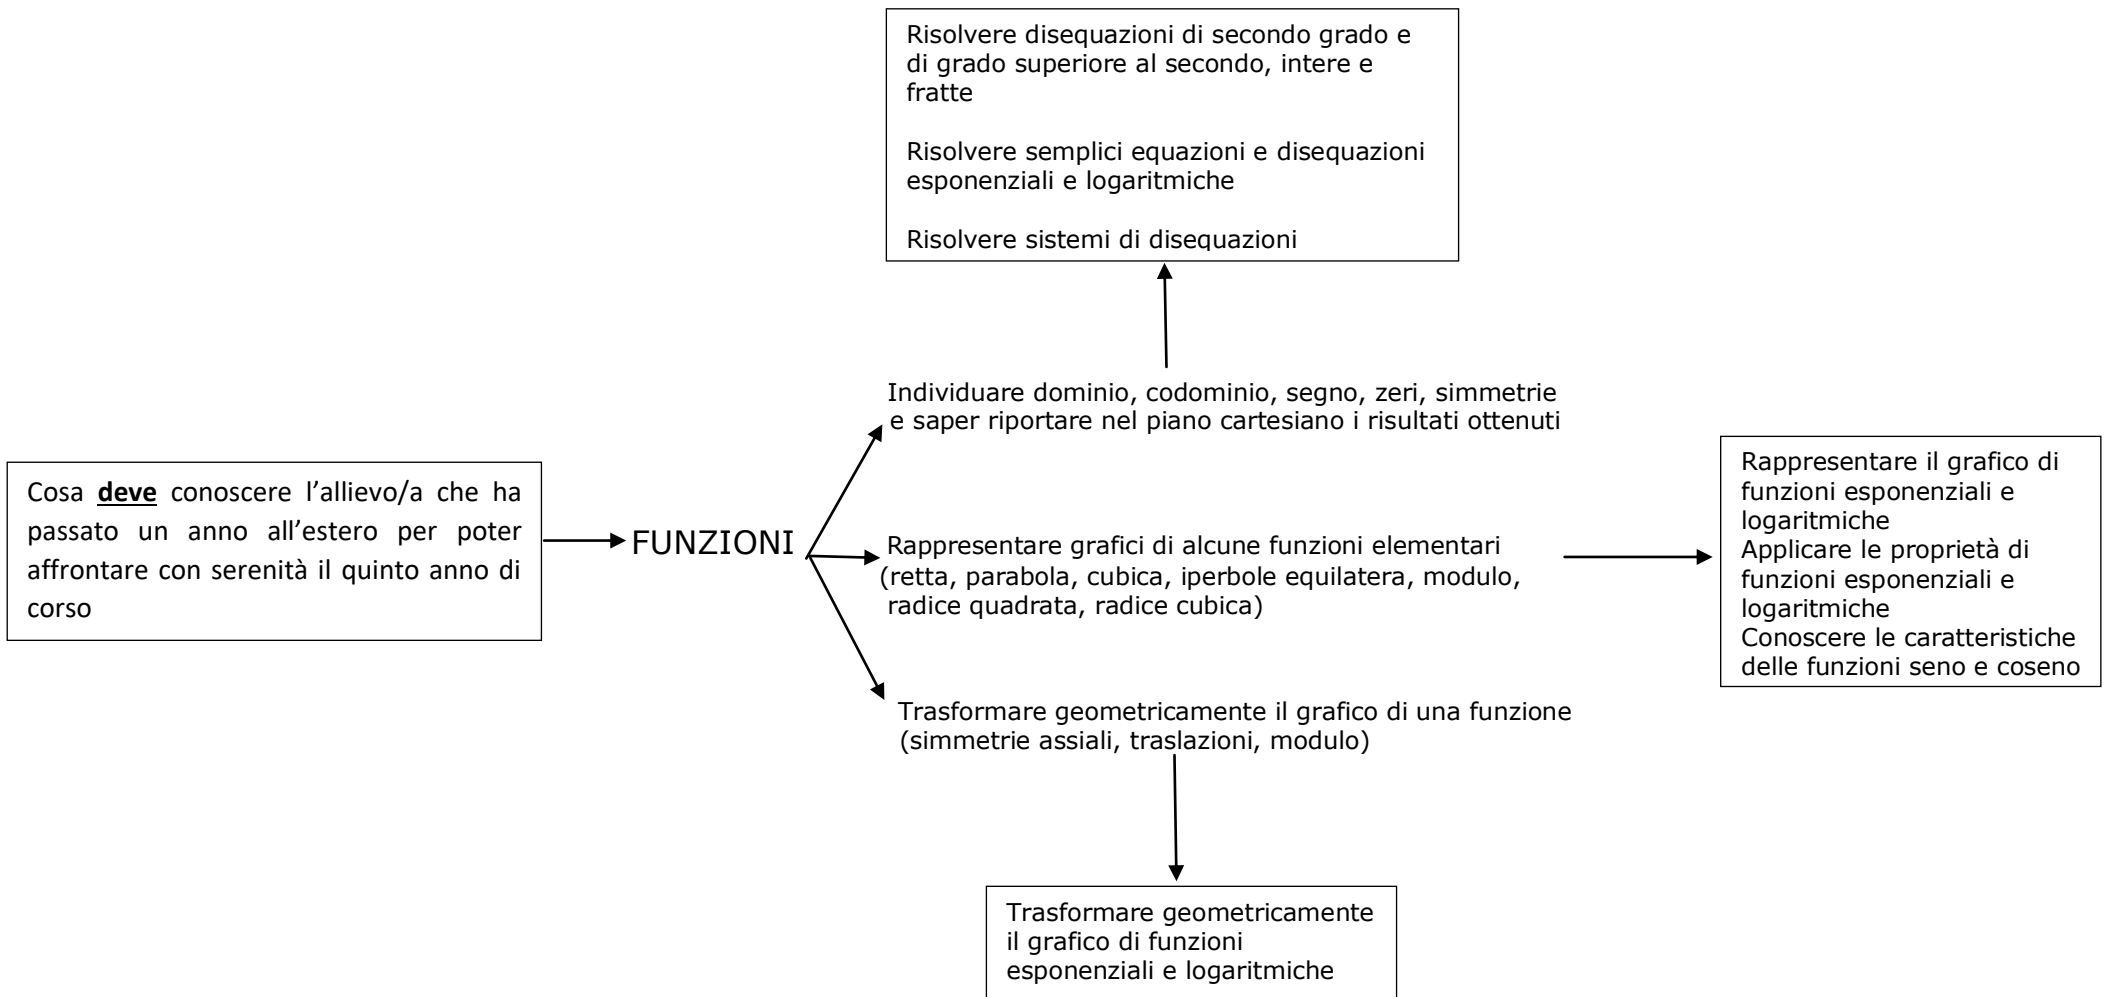 Risolvere disequazioni di secondo grado e
di grado superiore al secondo, intere e
fratte
Risolvere semplici equazioni e disequazioni
esponenziali e logaritmiche
Risolvere sistemi di disequazioni
Individuare dominio, codominio, segno, zeri, simmetrie
e saper riportare nel piano cartesiano i risultati ottenuti
Cosa deve conoscere l’allievo/a che ha
passato un anno all’estero per poter
affrontare con serenità il quinto anno di
corso
FUNZIONI
Rappresentare grafici di alcune funzioni elementari
(retta, parabola, cubica, iperbole equilatera, modulo,
radice quadrata, radice cubica)
Rappresentare il grafico di
funzioni esponenziali e
logaritmiche
Applicare le proprietà di
funzioni esponenziali e
logaritmiche
Conoscere le caratteristiche
delle funzioni seno e coseno
Trasformare geometricamente il grafico di una funzione
(simmetrie assiali, traslazioni, modulo)
Trasformare geometricamente
il grafico di funzioni
esponenziali e logaritmiche